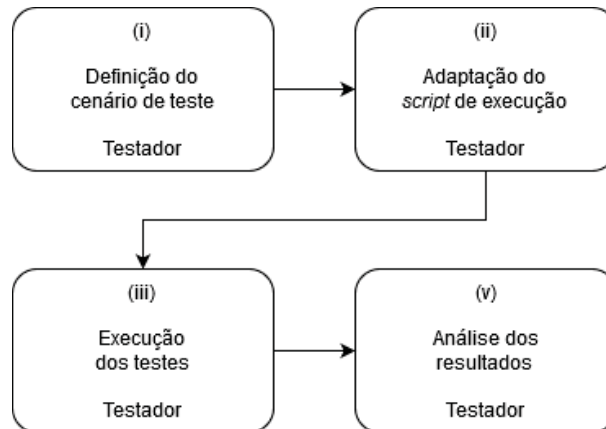 (i)
Definição do
cenário de teste
Testador
(ii)
Adaptação do
script de execução
Testador
(iii)
Execução
dos testes
Testador
(v)
Análise dos
resultados
Testador